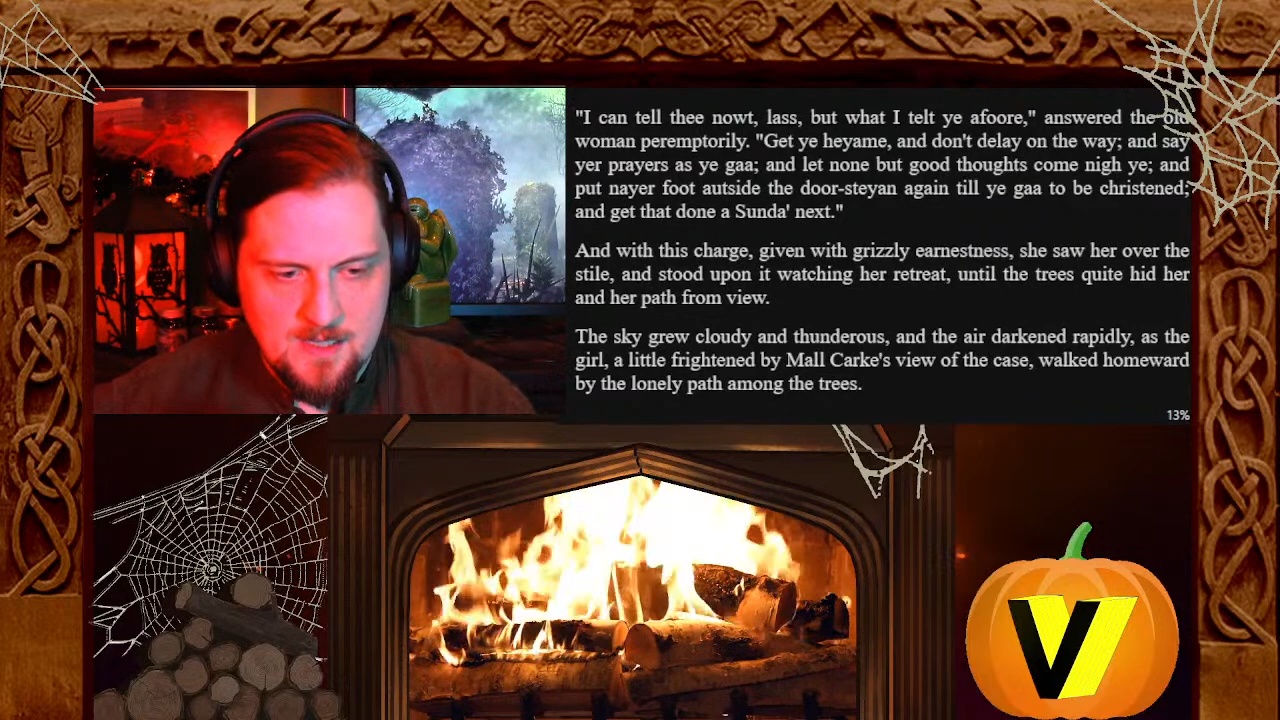 "I can tell thee nowt, lass, but what I telt ye afoore," answered the old
woman peremptorily. "Get ye heyame, and don't delay on the way; and say
yer prayers as ye gaa; and let none but good thoughts come nigh ye; and
put nayer foot autside the door-steyan again till ye gaa to be christened;
and get that done a Sunda' next."
And with this charge, given with grizzly earnestness, she saw her over the
stile, and stood upon it watching her retreat, until the trees quite hid her
and her path from view.
The sky grew cloudy and thunderous, and the air darkened rapidly, as the
girl, a little frightened by Mall Carke's view of the case, walked homeward
by the lonely path among the trees.
13%
V